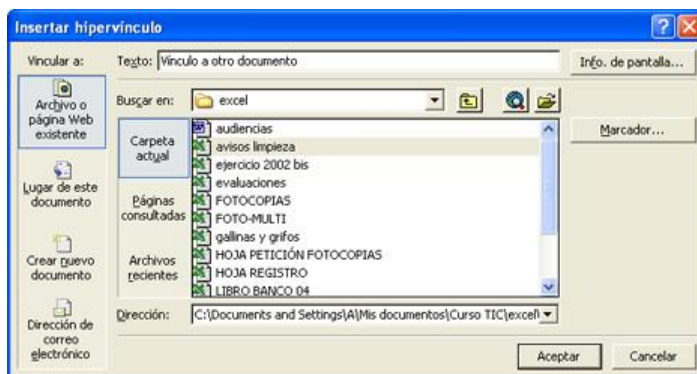 Insertar hipervínculo
Vincular a:
Texto: Vínculo a otro documento
Info. de pantalla...
Archivo o
página Web
existente
Lugar de este
documento
Crear nuevo
documento
Dirección de
correo
electrónico
Buscar en: excel
Carpeta
actual
Páginas
consultadas
Archivos
recientes
audiencias
avisos limpieza
ejercicio 2002 bis
evaluaciones
FOTOCOPIAS
FOTO-MULTI
gallinas y grifos
HOJA PETICIÓN FOTOCOPIAS
HOJA REGISTRO
LIBRO BANCO 04
Marcador...
Dirección: C:\Documents and Settings\A\Mis documentos\Curso TIC\excel\
Aceptar
Cancelar